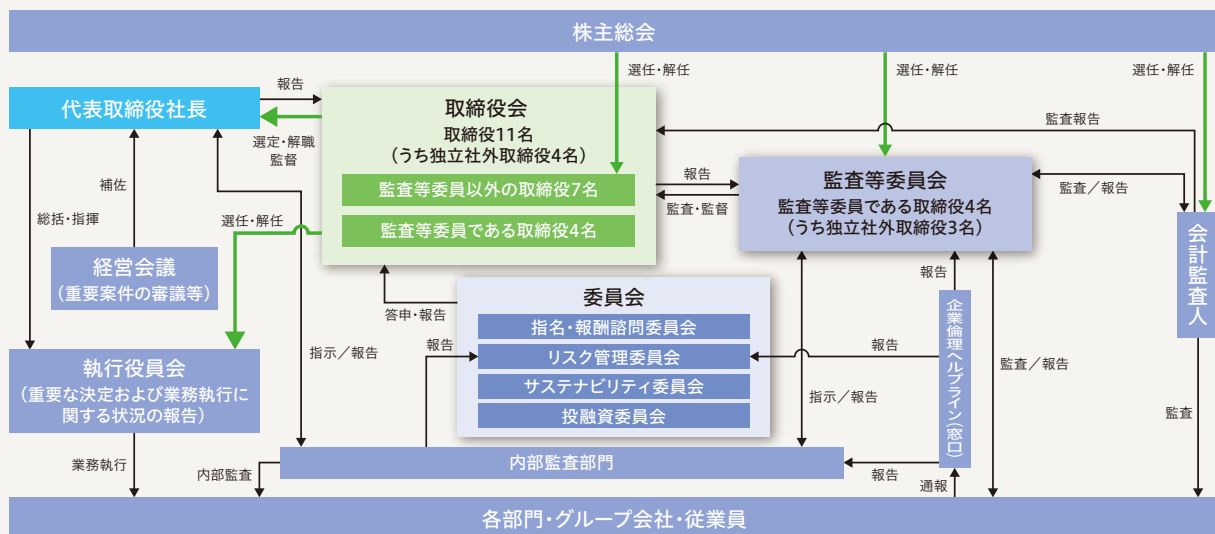 株主総会
選任・解任
選任・解任
選任・解任
代表取締役社長
報告
選定・解職
監督
取締役会
取締役11名
（うち独立社外取締役4名）
監査等委員以外の取締役7名
監査等委員である取締役4名
監査報告
報告
監査・監督
監査等委員会
監査等委員である取締役4名
（うち独立社外取締役3名）
監査／報告
会計監査人
総括・指揮
補佐
選任・解任
経営会議
（重要案件の審議等）
答申・報告
委員会
指名・報酬諮問委員会
リスク管理委員会
サステナビリティ委員会
投融資委員会
報告
企業倫理ヘルプライン（窓口）
報告
報告
指示／報告
指示／報告
監査／報告
監査
執行役員会
（重要な決定および業務執行に
関する状況の報告）
業務執行
内部監査
内部監査部門
報告
通報
各部門・グループ会社・従業員